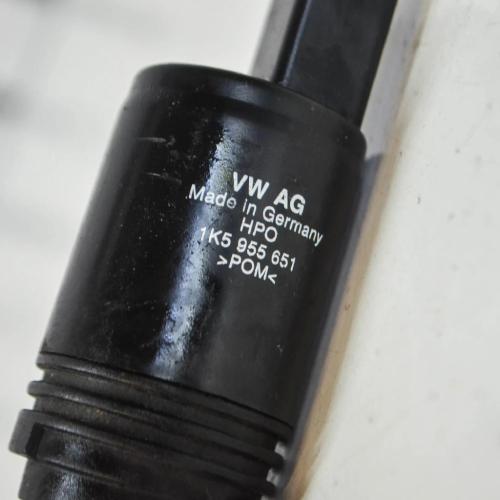 VW AG
Made in Germany
HPO
1K5 955 651
>POM<